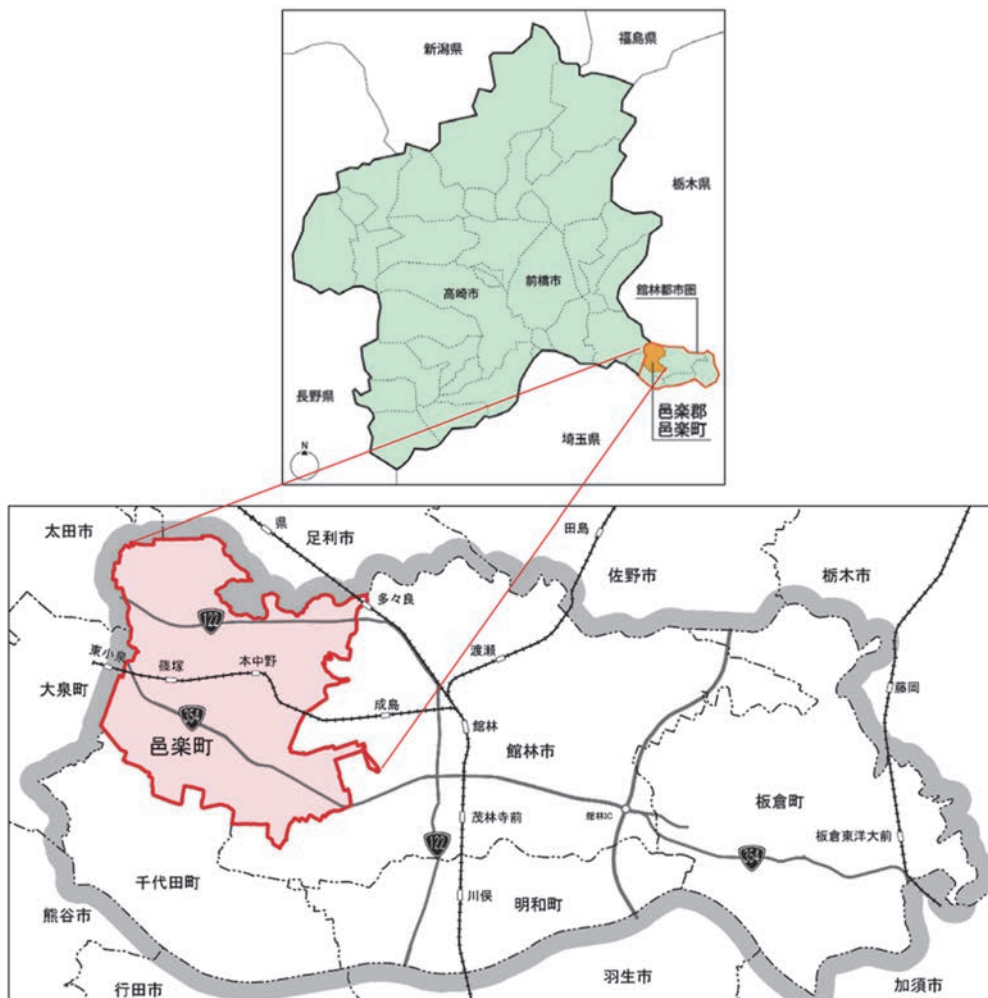 新潟県
福島県
栃木県
高崎市
前橋市
館林都市圏
長野県
邑楽郡
邑楽町
埼玉県
N
太田市
県
足利市
田島
佐野市
栃木市
多々良
122
渡瀬
東小泉
篠塚
本中野
大泉町
藤岡
成島
354
館林
邑楽町
館林市
板倉町
館林IC
茂林寺前
122
354
板倉東洋大前
千代田町
川俣
明和町
熊谷市
行田市
羽生市
加須市